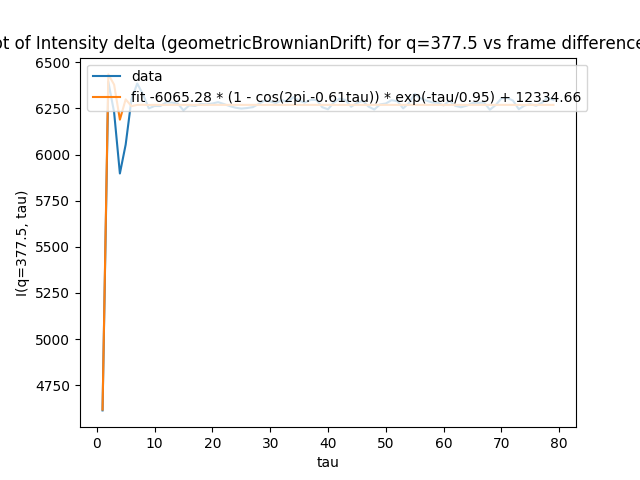 ot of Intensity delta (geometricBrownianDrift) for q=377.5 vs frame difference
6500
6250
6000
5750
5500
5250
5000
4750
I(q=377.5, tau)
data
fit -6065.28 * (1 - cos(2pi.-0.61tau)) * exp(-tau/0.95) + 12334.66
0 10 20 30 40 50 60 70 80
tau